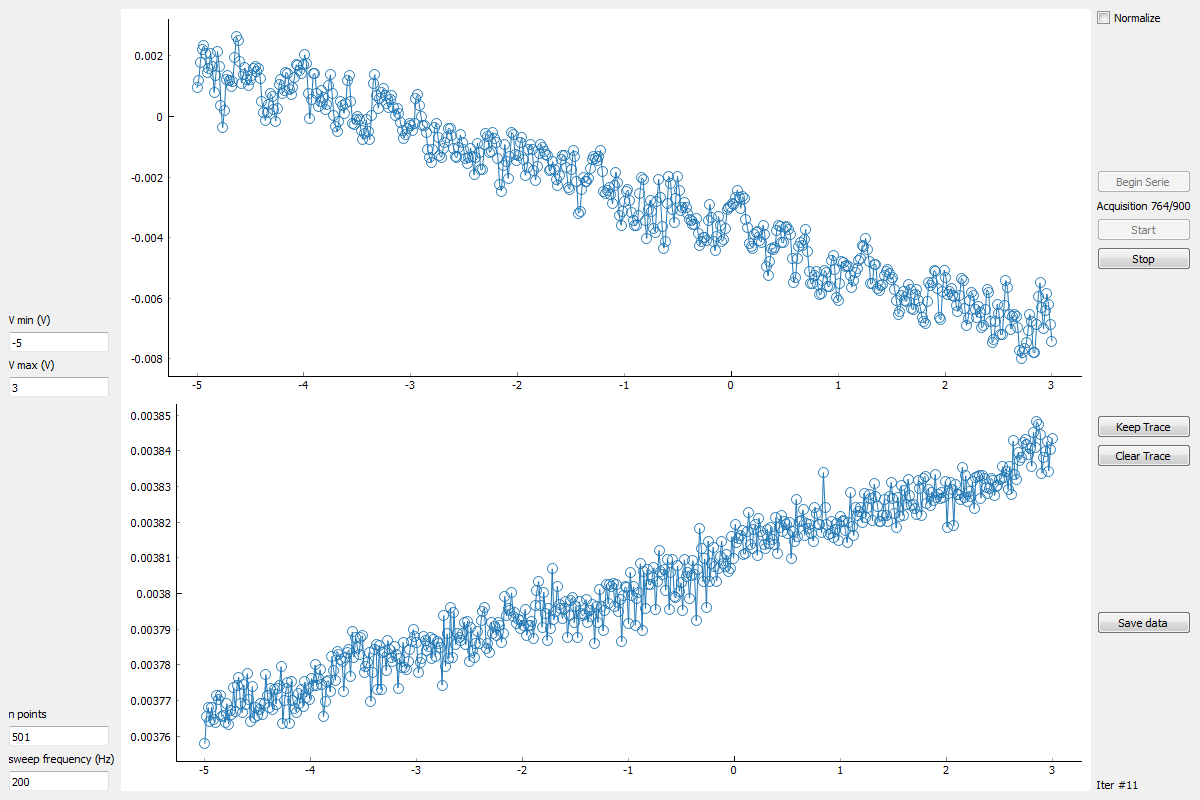 Normalize
0.002
0
-0.002
-0.004
-0.006
-0.008
-5 -4 -3 -2 -1 0 1 2 3
Begin Serie
Acquisition 764/900
Start
Stop
V min (V)
-5
V max (V)
3
0.00385
0.00384
0.00383
0.00382
0.00381
0.0038
0.00379
0.00378
0.00377
0.00376
-5 -4 -3 -2 -1 0 1 2 3
Keep Trace
Clear Trace
Save data
n points
501
sweep frequency (Hz)
200
Iter #11